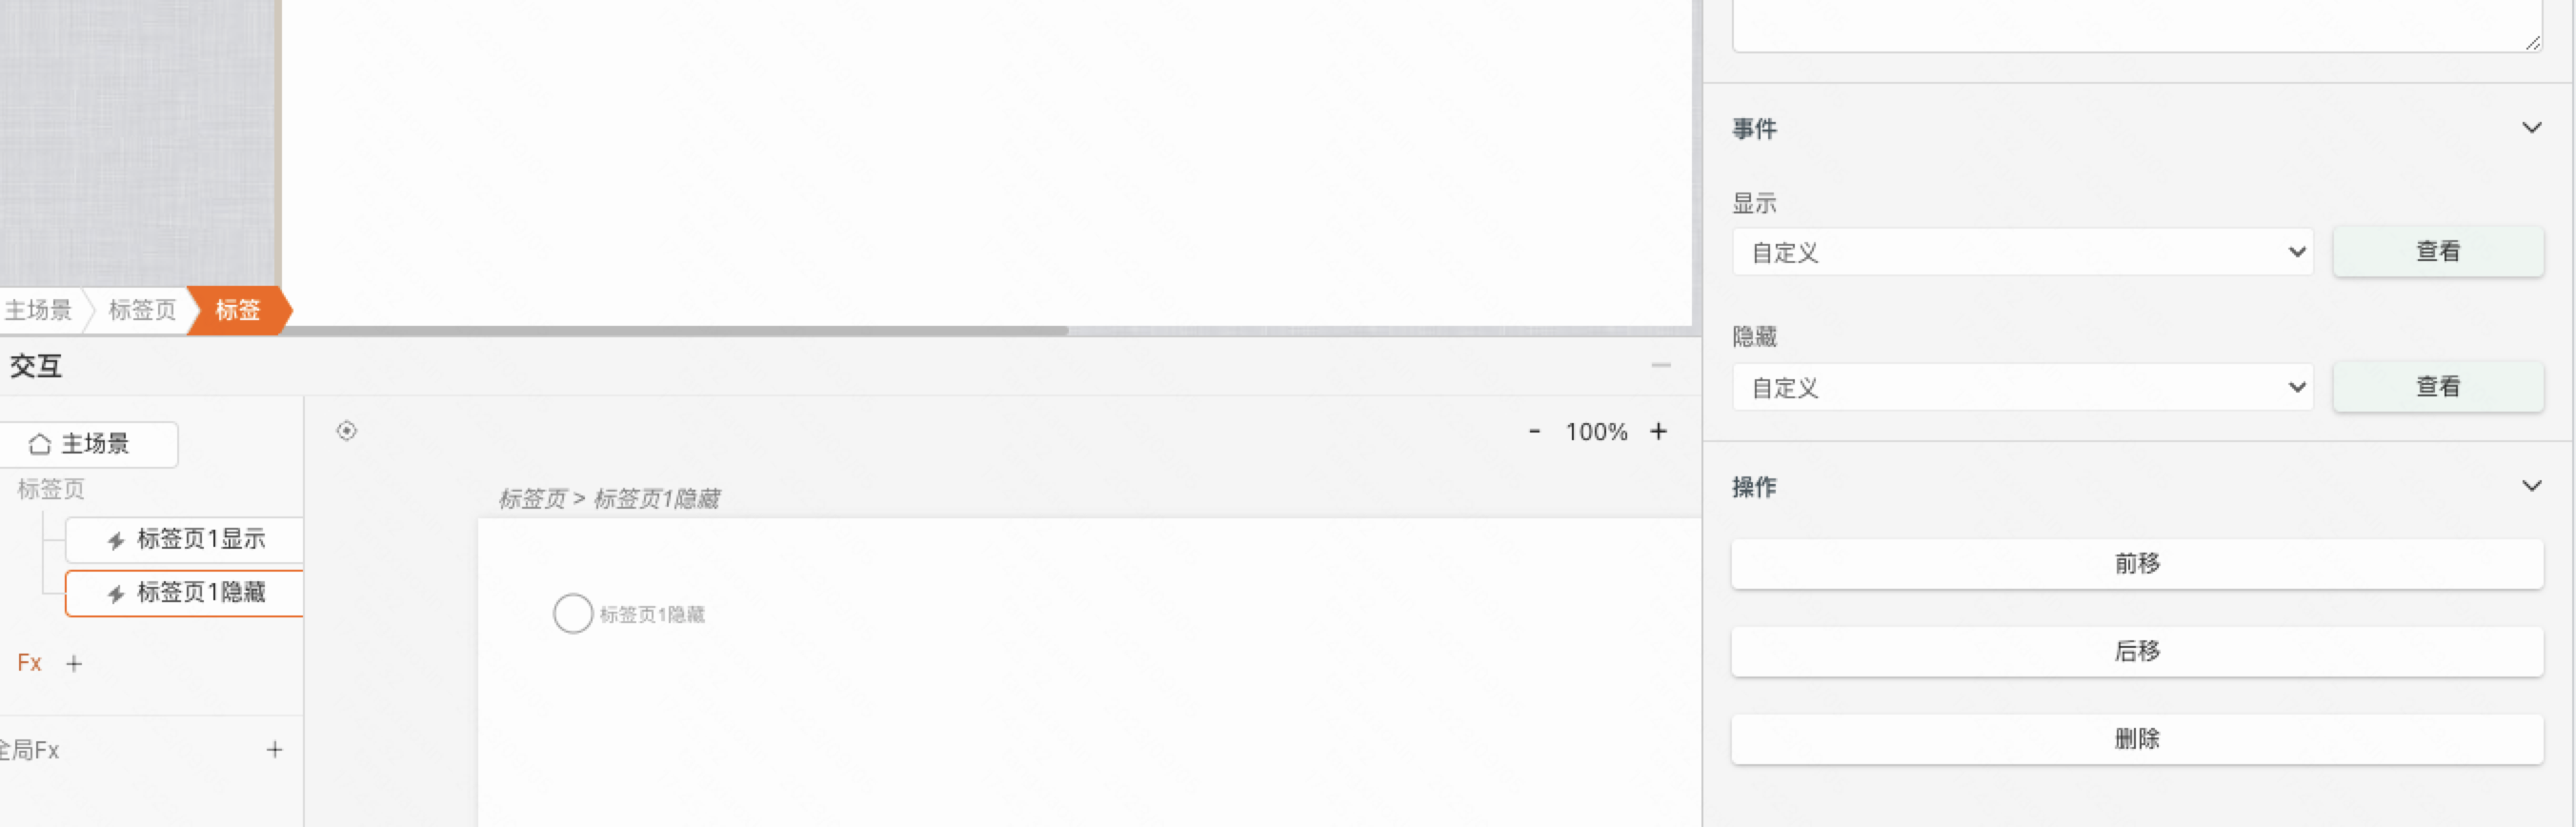 主场景 标签页 标签
交互
主场景
标签页
标签页1显示
标签页1隐藏
Fx +
全局Fx +
- 100% +
标签页 > 标签页1隐藏
标签页1隐藏
事件
显示
自定义 查看
隐藏
自定义 查看
操作
前移
后移
删除